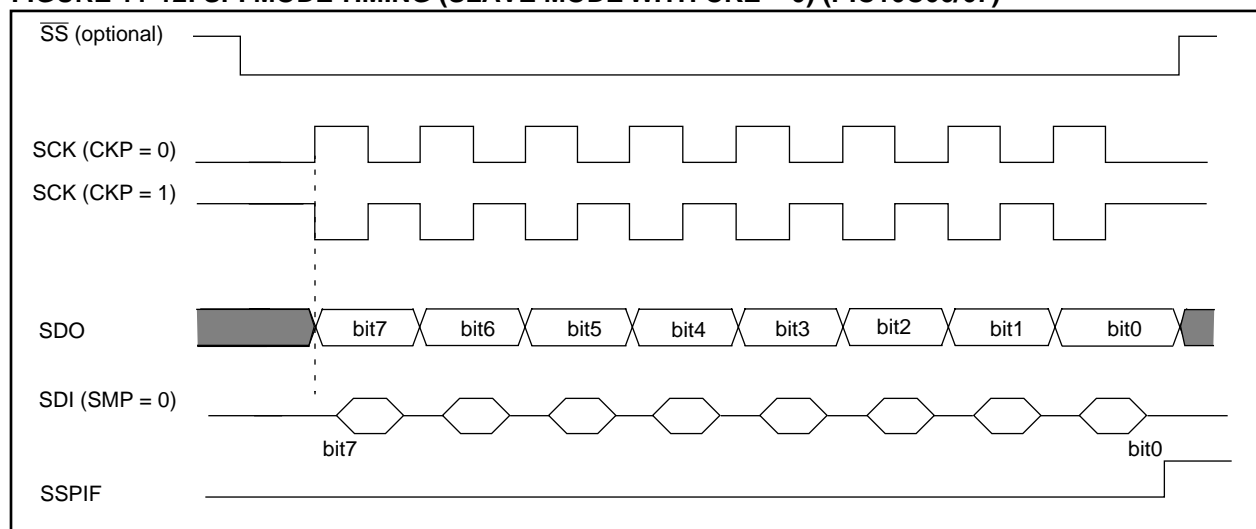 SS (optional)
SCK (CKP = 0)
SCK (CKP = 1)
SDO
bit7 bit6 bit5 bit4 bit3 bit2 bit1 bit0
SDI (SMP = 0)
bit7 bit0
SSPIF